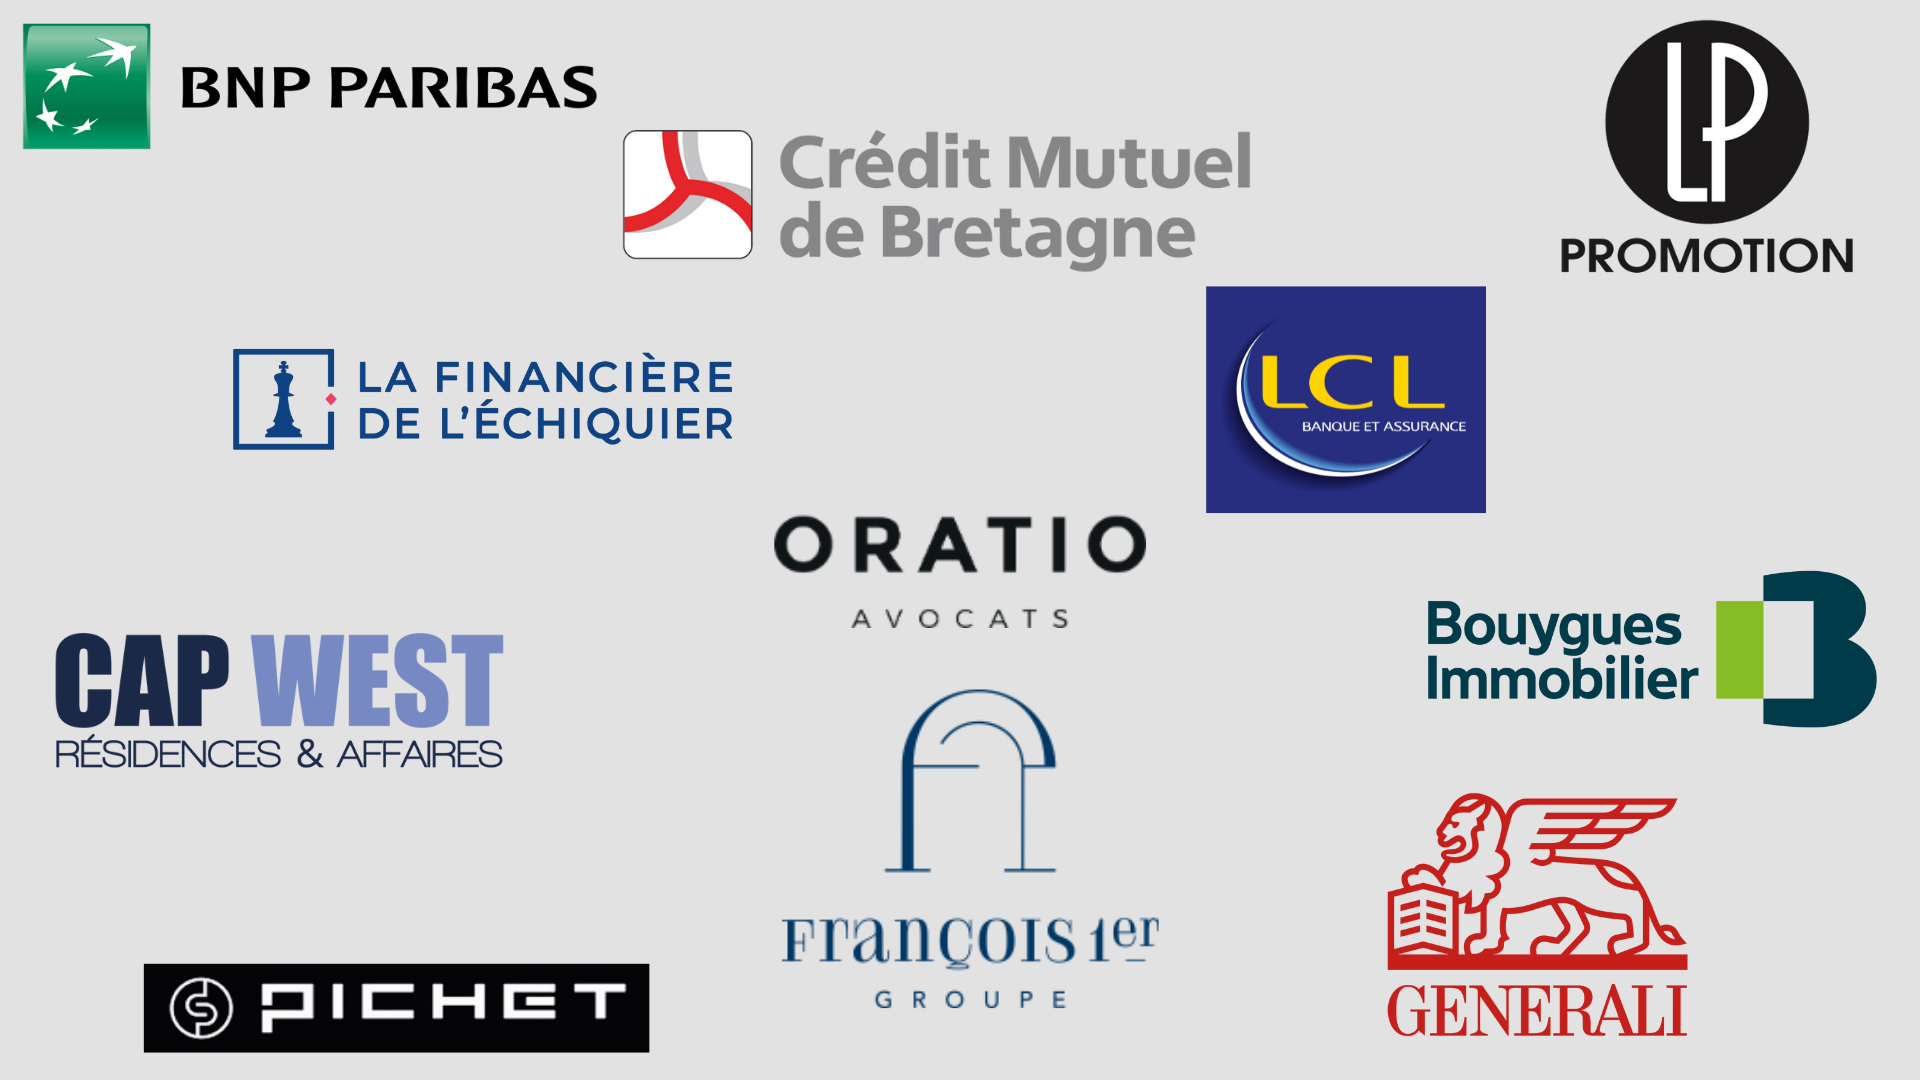 BNP PARIBAS
Crédit Mutuel
de Bretagne
LP
PROMOTION
LA FINANCIÈRE
DE L'ÉCHIQUIER
LCL
BANQUE ET ASSURANCE
ORATIO
AVOCATS
CAP WEST
RÉSIDENCES & AFFAIRES
Bouygues
Immobilier
François 1er
GROUPE
GENERALI
PICHET